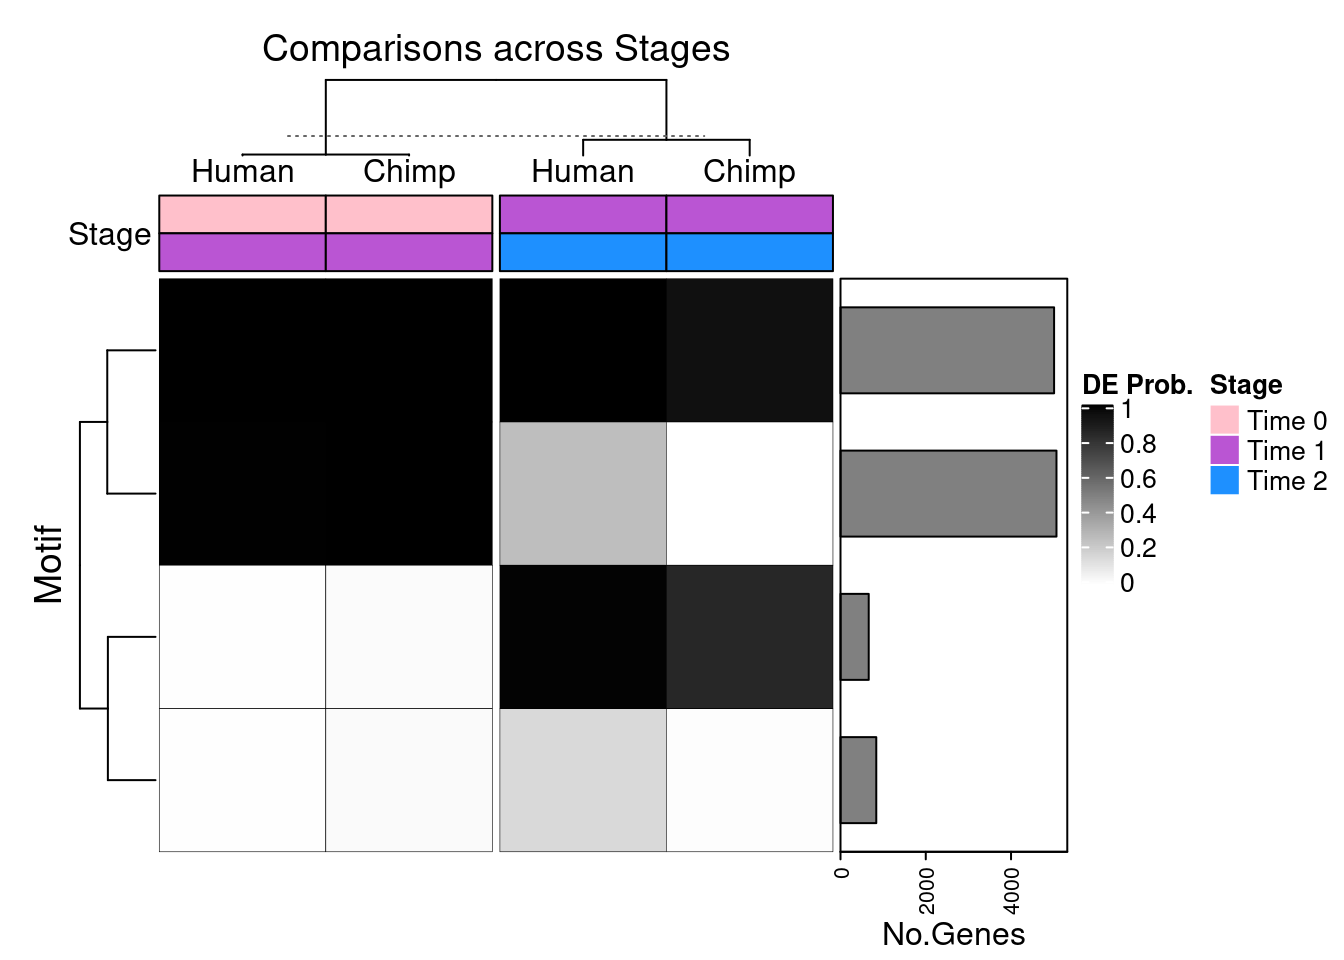 Comparisons across Stages
Human Chimp Human Chimp
Stage
Motif
DE Prob.
1
0.8
0.6
0.4
0.2
0
Stage
Time 0
Time 1
Time 2
0 2000 4000
No.Genes